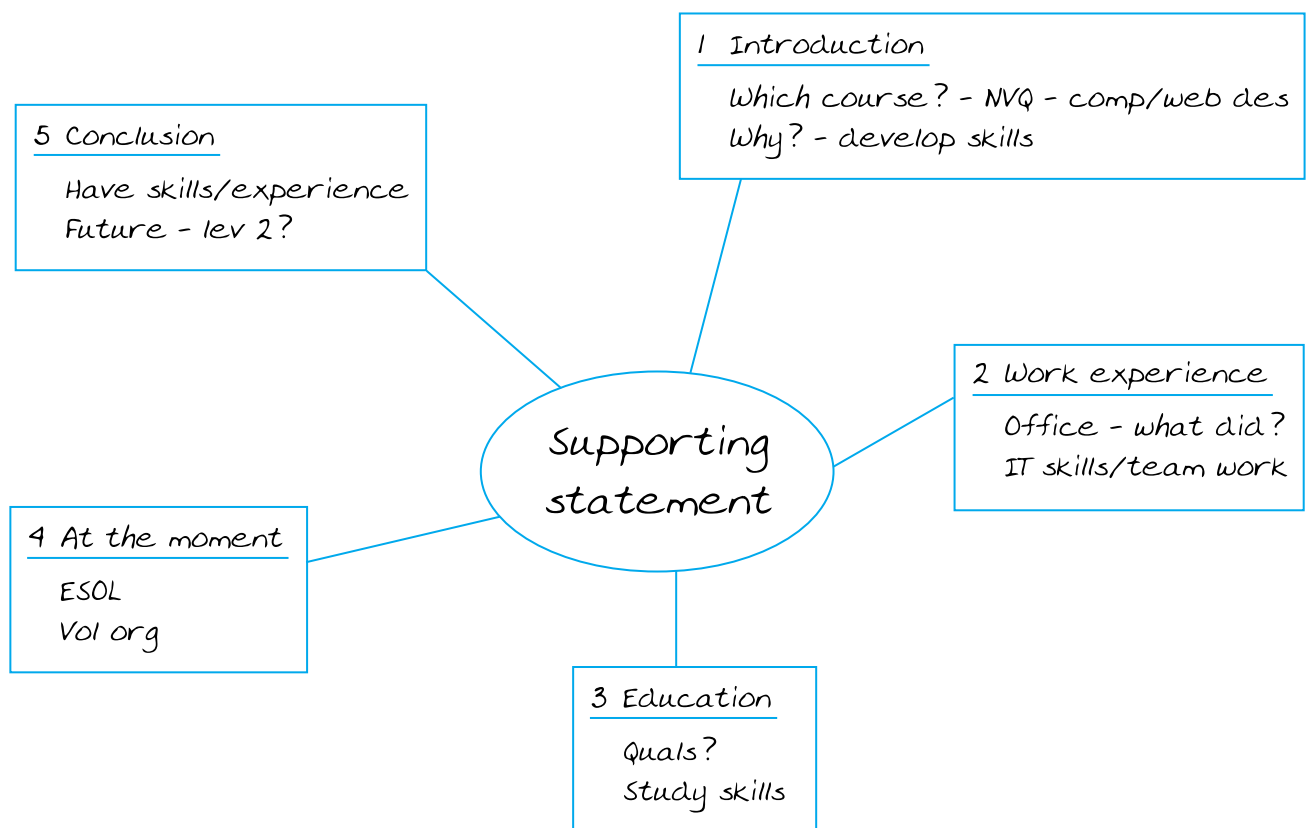 Supporting
statement
1 Introduction
Which course? - NVQ - comp/web des
Why? - develop skills
2 Work experience
Office - what did?
IT skills/team work
3 Education
Quals?
Study skills
4 At the moment
ESOL
Vol org
5 Conclusion
Have skills/experience
Future - lev 2?